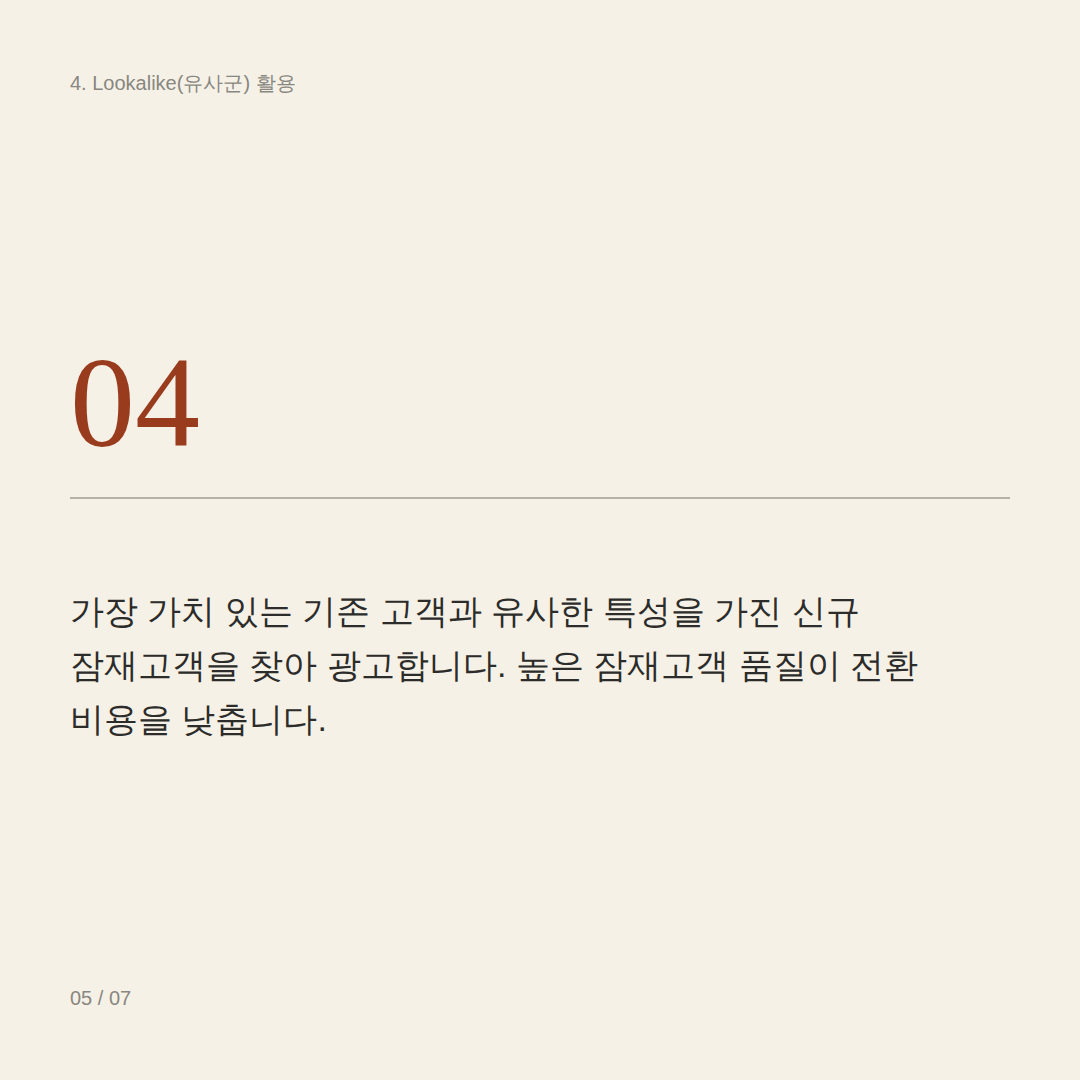 4. Lookalike(유사군) 활용
04
가장 가치 있는 기존 고객과 유사한 특성을 가진 신규
잠재고객을 찾아 광고합니다. 높은 잠재고객 품질이 전환
비용을 낮춥니다.
05 / 07